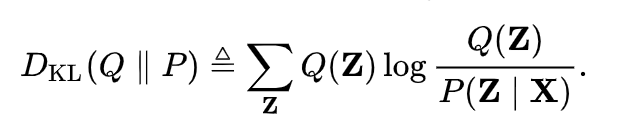 D_KL(Q ∥ P) ≜ ∑_Z Q(Z) log Q(Z) / P(Z | X).